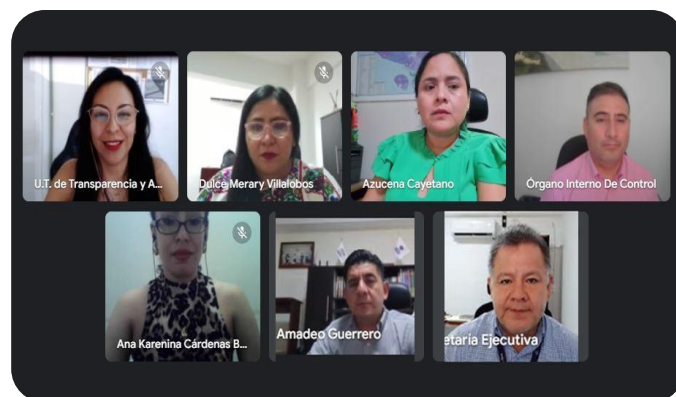 U.T. de Transparencia y A...
Dulce Merary Villalobos
Azucena Cayetano
Órgano Interno De Control
Ana Karenina Cárdenas B...
Amadeo Guerrero
etaria Ejecutiva